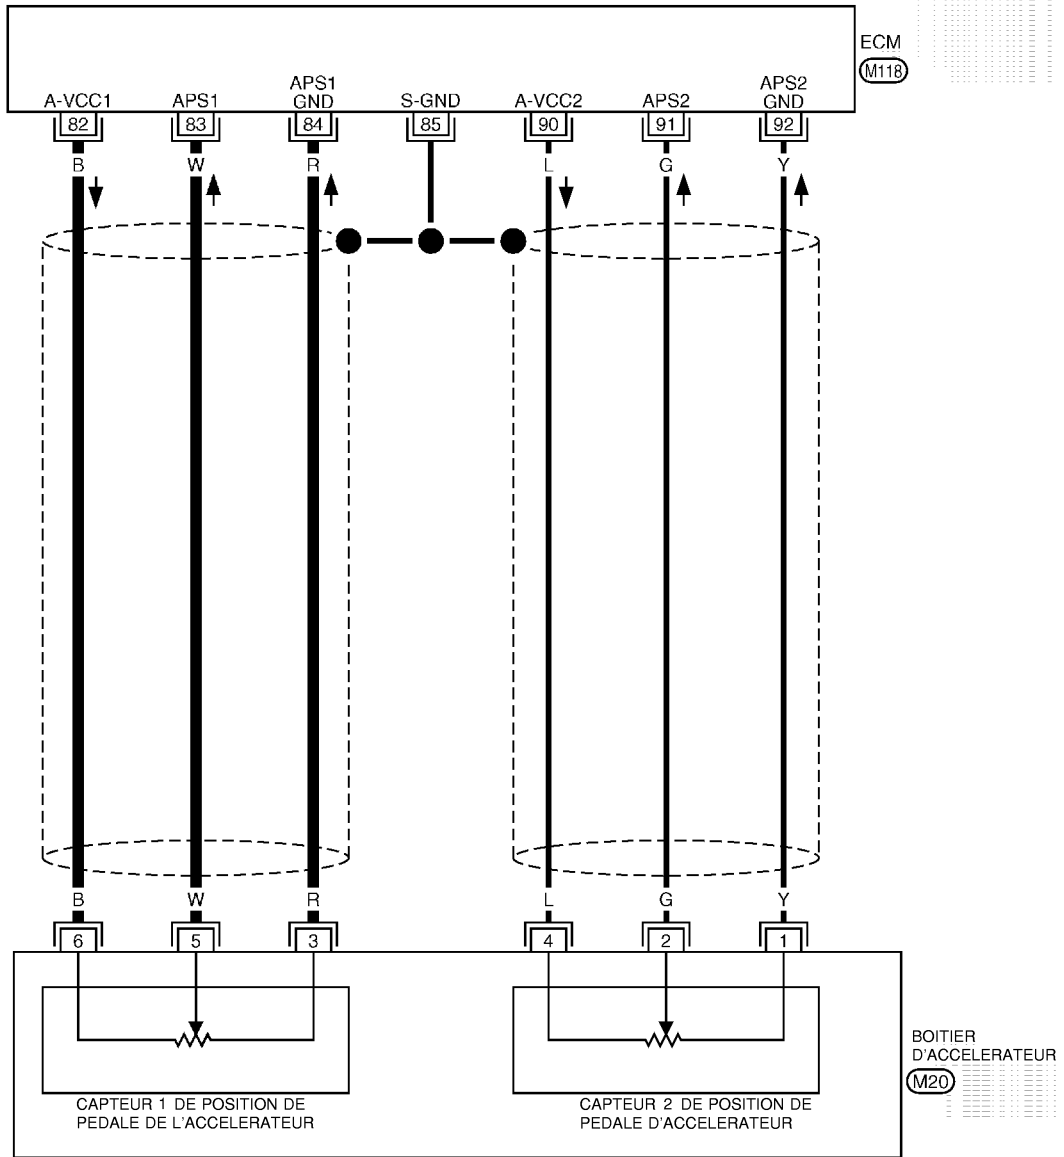 ECM
M118
A-VCC1 APS1 APS1 GND S-GND A-VCC2 APS2 APS2 GND
82 83 84 85 90 91 92
B W R L G Y
B W R L G Y
6 5 3 4 2 1
BOITIER
D'ACCELERATEUR
M20
CAPTEUR 1 DE POSITION DE
PEDALE DE L'ACCELERATEUR
CAPTEUR 2 DE POSITION DE
PEDALE D'ACCELERATEUR